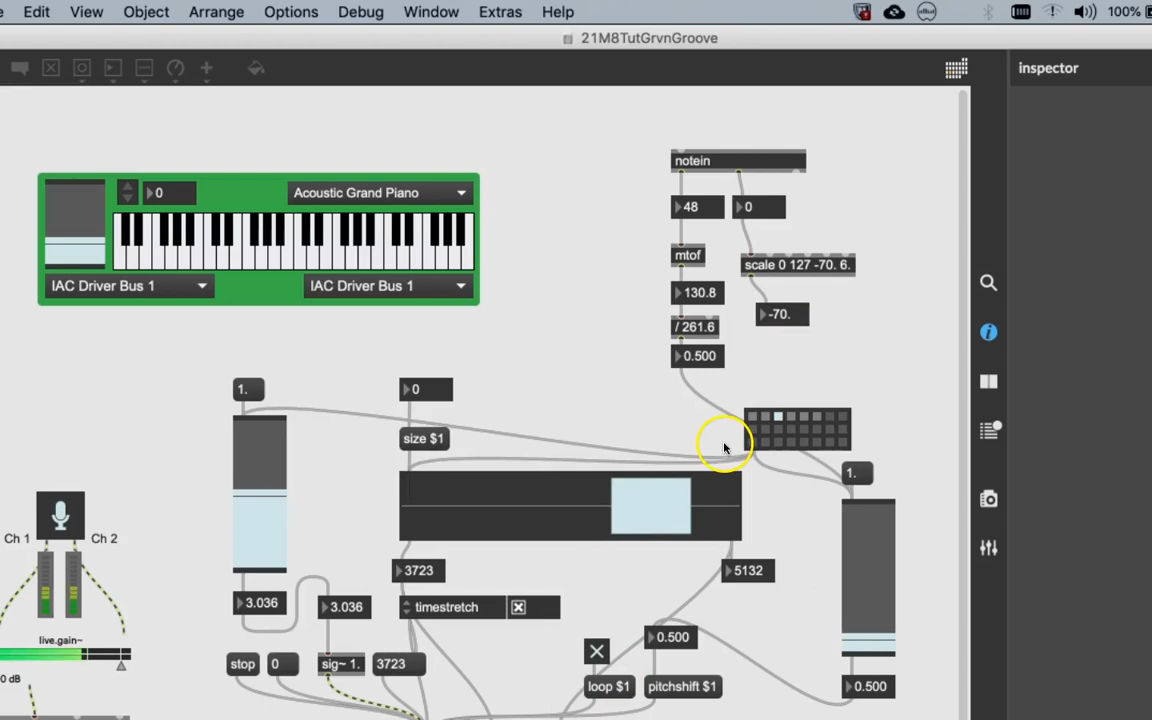 Edit View Object Arrange Options Debug Window Extras Help 100%
21M8TutGrvnGroove
inspector
notein
0 Acoustic Grand Piano
48 0
mtof
scale 0 127 -70. 6.
IAC Driver Bus 1 IAC Driver Bus 1
130.8
-70.
/ 261.6
0.500
1. 0
size $1
1.
Ch 1 Ch 2
3723 5132
3.036 3.036 timestretch
0.500
live.gain~
stop 0 sig~ 1. 3723
0 dB
loop $1 pitchshift $1 0.500